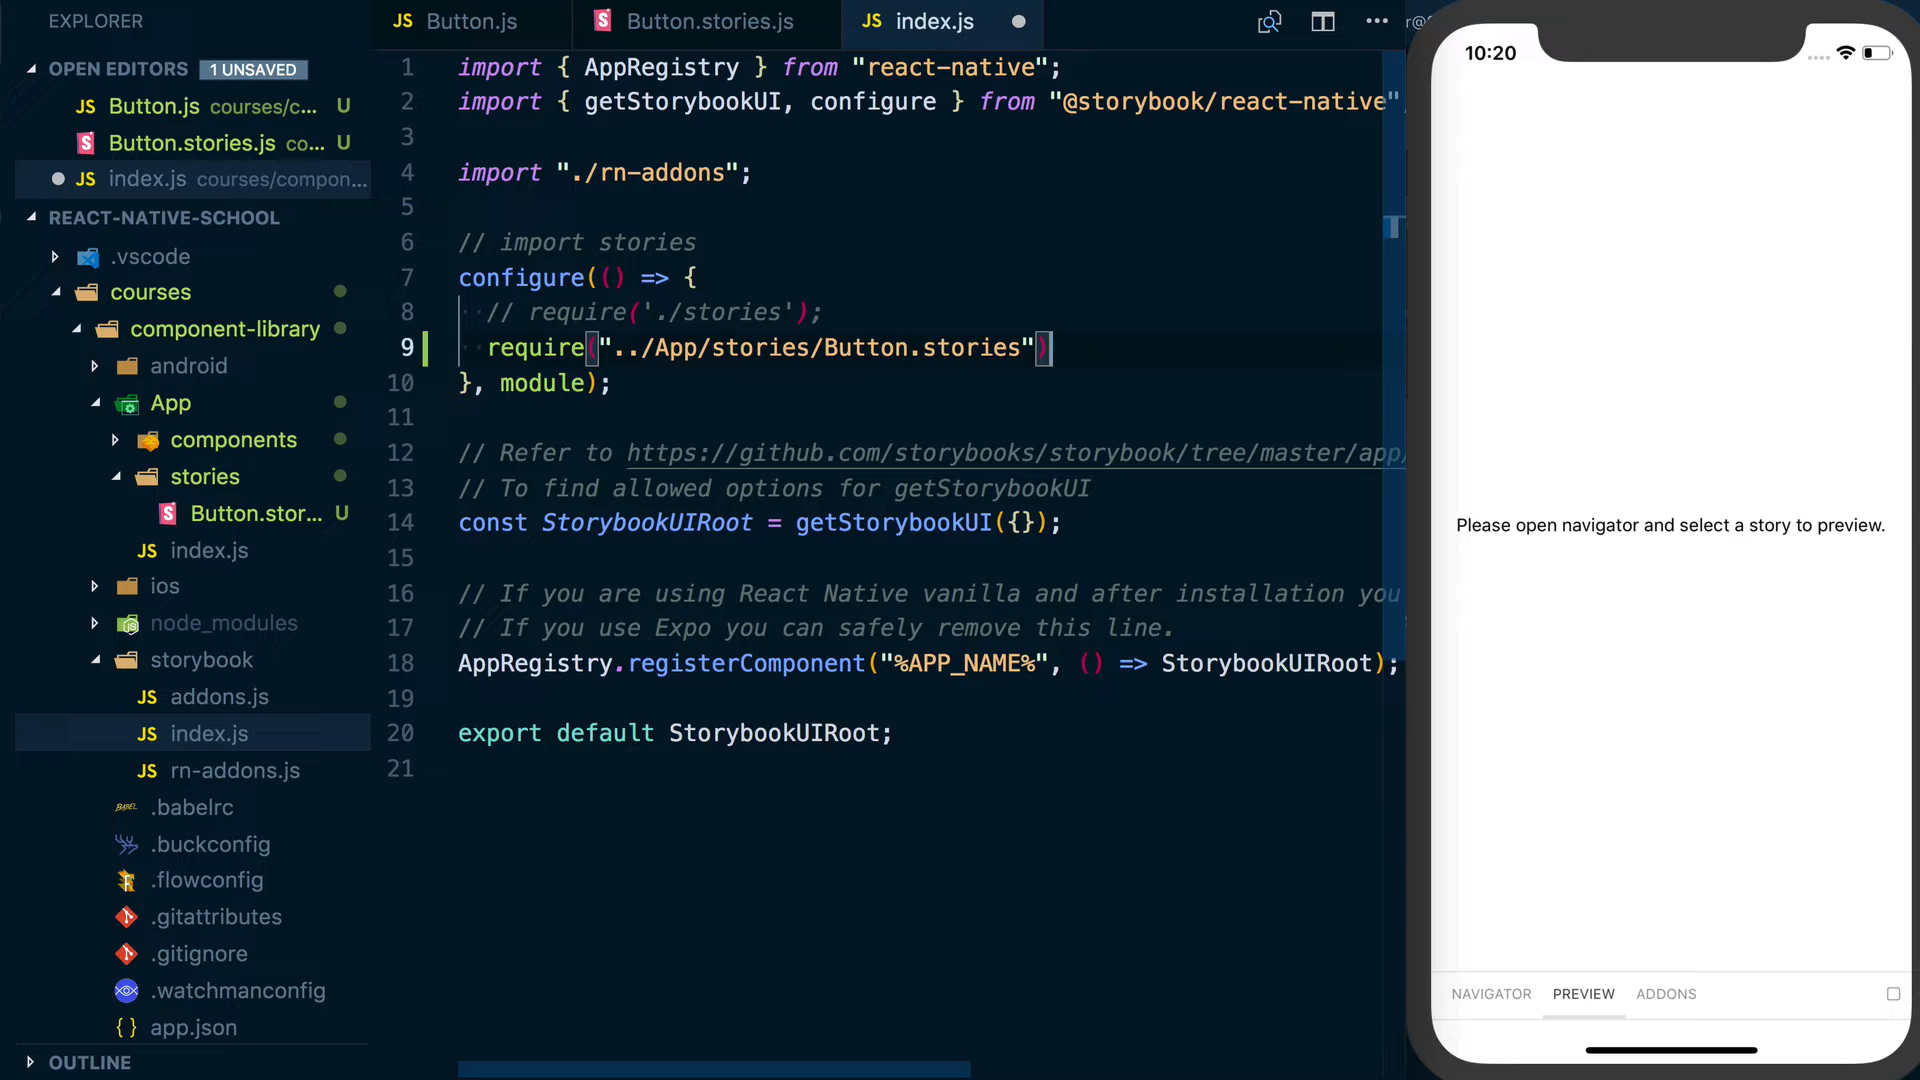 EXPLORER
OPEN EDITORS 1 UNSAVED
JS Button.js courses/c... U
Button.stories.js co... U
JS index.js courses/compon...
REACT-NATIVE-SCHOOL
.vscode
courses
component-library
android
App
components
stories
Button.stor... U
JS index.js
ios
node_modules
storybook
JS addons.js
JS index.js
JS rn-addons.js
BABEL .babelrc
.buckconfig
.flowconfig
.gitattributes
.gitignore
.watchmanconfig
{ } app.json
OUTLINE
JS Button.js
Button.stories.js
JS index.js
1 import { AppRegistry } from "react-native";
2 import { getStorybookUI, configure } from "@storybook/react-native"
3
4 import "./rn-addons";
5
6 // import stories
7 configure(() => {
8 // require('./stories');
9 require("../App/stories/Button.stories")
10 }, module);
11
12 // Refer to https://github.com/storybooks/storybook/tree/master/app/
13 // To find allowed options for getStorybookUI
14 const StorybookUIRoot = getStorybookUI({});
15
16 // If you are using React Native vanilla and after installation you
17 // If you use Expo you can safely remove this line.
18 AppRegistry.registerComponent("%APP_NAME%", () => StorybookUIRoot);
19
20 export default StorybookUIRoot;
21
10:20
Please open navigator and select a story to preview.
NAVIGATOR PREVIEW ADDONS